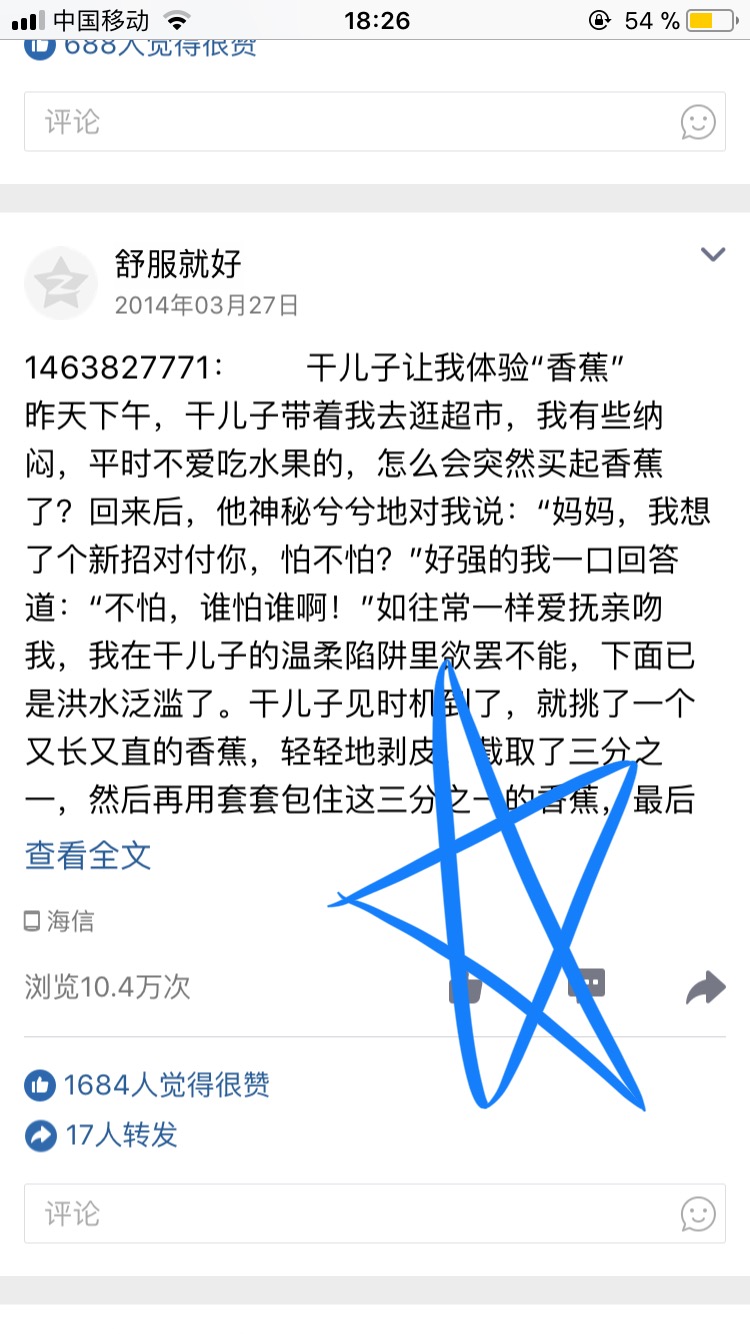 中国移动 18:26 54 %
688人觉得很赞
评论
舒服就好
2014年03月27日
1463827771： 干儿子让我体验“香蕉”
昨天下午，干儿子带着我去逛超市，我有些纳
闷，平时不爱吃水果的，怎么会突然买起香蕉
了？回来后，他神秘兮兮地对我说：“妈妈，我想
了个新招对付你，怕不怕？”好强的我一口回答
道：“不怕，谁怕谁啊！”如往常一样爱抚亲吻
我，我在干儿子的温柔陷阱里欲罢不能，下面已
是洪水泛滥了。干儿子见时机到了，就挑了一个
又长又直的香蕉，轻轻地剥皮 截取了三分之
一，然后再用套套包住这三分之一的香蕉，最后
查看全文
海信
浏览10.4万次
1684人觉得很赞
17人转发
评论